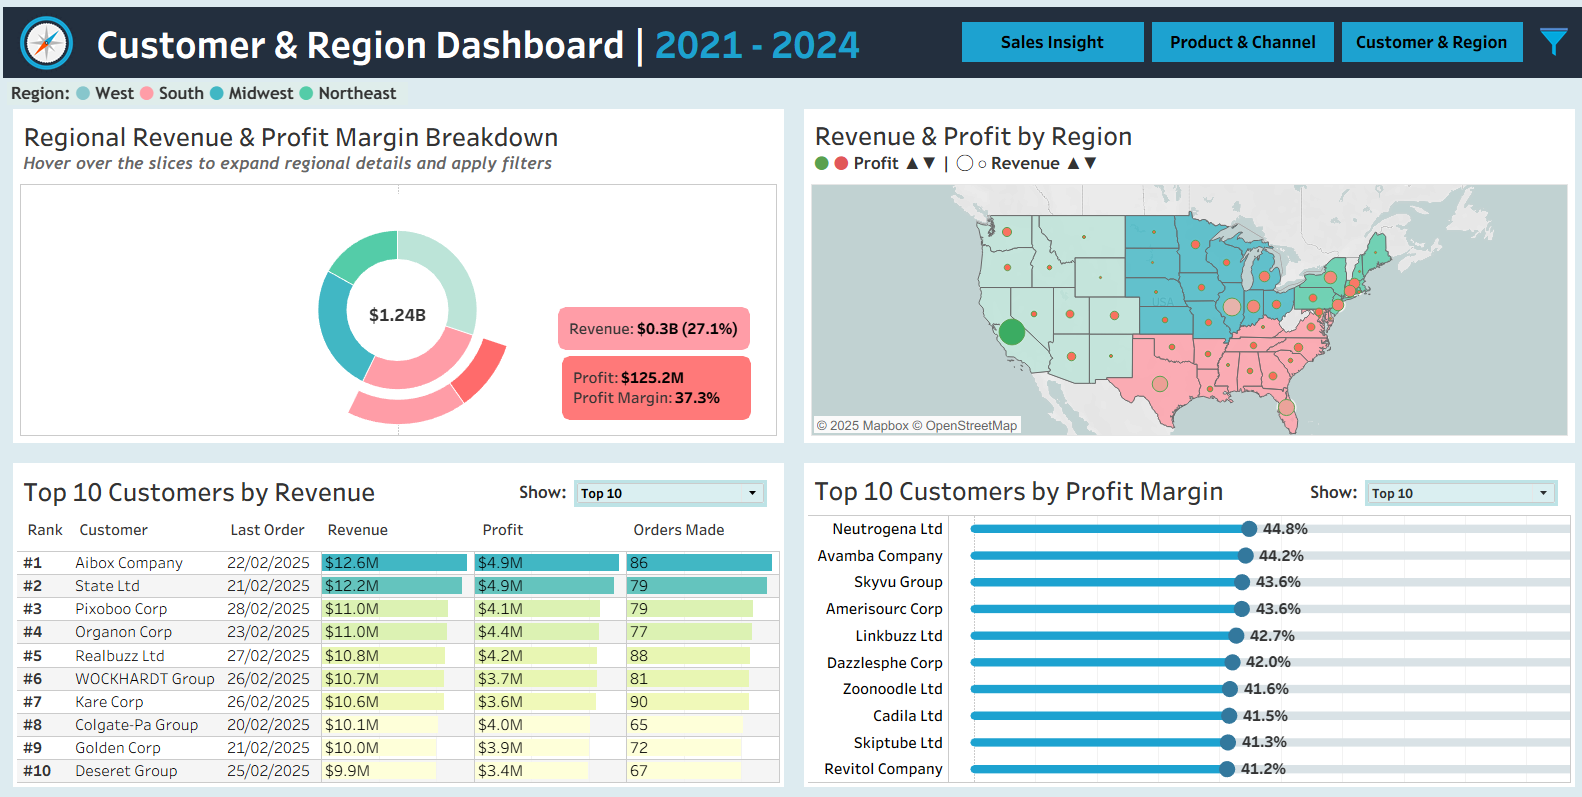 Customer & Region Dashboard | 2021 - 2024
Sales Insight
Product & Channel
Customer & Region
Region: West South Midwest Northeast
Regional Revenue & Profit Margin Breakdown
Hover over the slices to expand regional details and apply filters
$1.24B
Revenue: $0.3B (27.1%)
Profit: $125.2M
Profit Margin: 37.3%
Revenue & Profit by Region
Profit ▲▼ | Revenue ▲▼
USA
© 2025 Mapbox © OpenStreetMap
Top 10 Customers by Revenue
Show: Top 10
Rank Customer Last Order Revenue Profit Orders Made
#1 Aibox Company 22/02/2025 $12.6M $4.9M 86
#2 State Ltd 21/02/2025 $12.2M $4.9M 79
#3 Pixoboo Corp 28/02/2025 $11.0M $4.1M 79
#4 Organon Corp 23/02/2025 $11.0M $4.4M 77
#5 Realbuzz Ltd 27/02/2025 $10.8M $4.2M 88
#6 WOCKHARDT Group 26/02/2025 $10.7M $3.7M 81
#7 Kare Corp 26/02/2025 $10.6M $3.6M 90
#8 Colgate-Pa Group 20/02/2025 $10.1M $4.0M 65
#9 Golden Corp 21/02/2025 $10.0M $3.9M 72
#10 Deseret Group 25/02/2025 $9.9M $3.4M 67
Top 10 Customers by Profit Margin
Show: Top 10
Neutrogena Ltd 44.8%
Avamba Company 44.2%
Skyvu Group 43.6%
Amerisourc Corp 43.6%
Linkbuzz Ltd 42.7%
Dazzlesphe Corp 42.0%
Zoonoodle Ltd 41.6%
Cadila Ltd 41.5%
Skiptube Ltd 41.3%
Revitol Company 41.2%